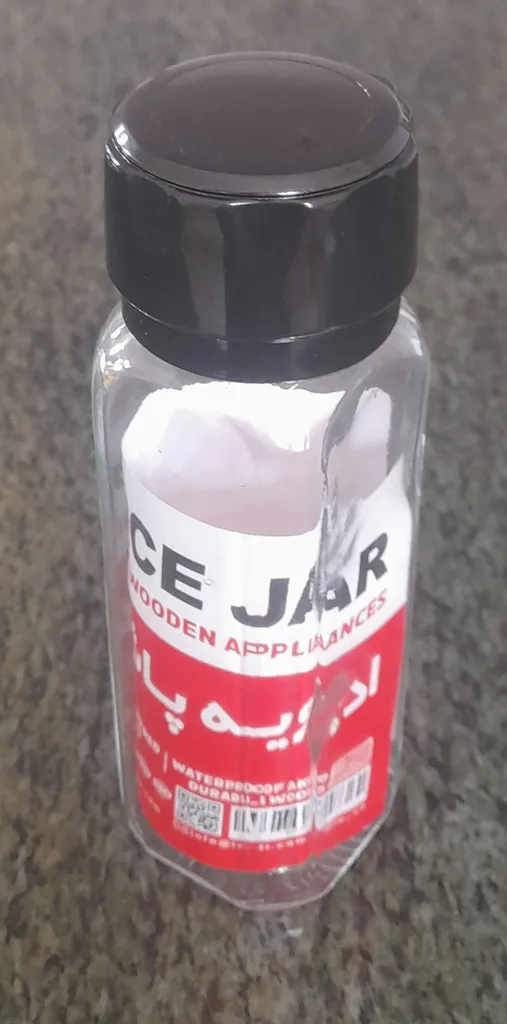 CE JAR
WOODEN APPLIANCES
ادویه پاش
WATERPROOF AND
DURABLE WOOD